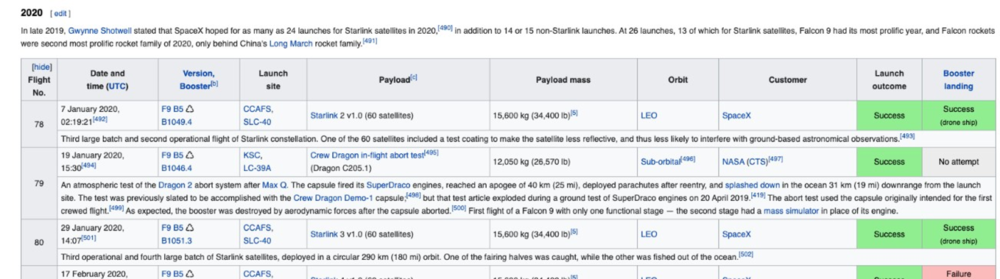 2020 [ edit ]
In late 2019, Gwynne Shotwell stated that SpaceX hoped for as many as 24 launches for Starlink satellites in 2020,[490] in addition to 14 or 15 non-Starlink launches. At 26 launches, 13 of which for Starlink satellites, Falcon 9 had its most prolific year, and Falcon rockets
were second most prolific rocket family of 2020, only behind China's Long March rocket family.[491]
[hide]
Flight No. Date and time (UTC) Version, Booster[b] Launch site Payload[c] Payload mass Orbit Customer Launch outcome Booster landing
78 7 January 2020, 02:19:21[492] F9 B5 ♺ B1049.4 CCAFS, SLC-40 Starlink 2 v1.0 (60 satellites) 15,600 kg (34,400 lb)[5] LEO SpaceX Success Success (drone ship)
Third large batch and second operational flight of Starlink constellation. One of the 60 satellites included a test coating to make the satellite less reflective, and thus less likely to interfere with ground-based astronomical observations.[493]
79 19 January 2020, 15:30[494] F9 B5 ♺ B1046.4 KSC, LC-39A Crew Dragon in-flight abort test[495] (Dragon C205.1) 12,050 kg (26,570 lb) Sub-orbital[496] NASA (CTS)[497] Success No attempt
An atmospheric test of the Dragon 2 abort system after Max Q. The capsule fired its SuperDraco engines, reached an apogee of 40 km (25 mi), deployed parachutes after reentry, and splashed down in the ocean 31 km (19 mi) downrange from the launch
site. The test was previously slated to be accomplished with the Crew Dragon Demo-1 capsule;[498] but that test article exploded during a ground test of SuperDraco engines on 20 April 2019.[419] The abort test used the capsule originally intended for the first
crewed flight.[499] As expected, the booster was destroyed by aerodynamic forces after the capsule aborted.[500] First flight of a Falcon 9 with only one functional stage — the second stage had a mass simulator in place of its engine.
80 29 January 2020, 14:07[501] F9 B5 ♺ B1051.3 CCAFS, SLC-40 Starlink 3 v1.0 (60 satellites) 15,600 kg (34,400 lb)[5] LEO SpaceX Success Success (drone ship)
Third operational and fourth large batch of Starlink satellites, deployed in a circular 290 km (180 mi) orbit. One of the fairing halves was caught, while the other was fished out of the ocean.[502]
17 February 2020, F9 B5 ♺ CCAFS, Failure